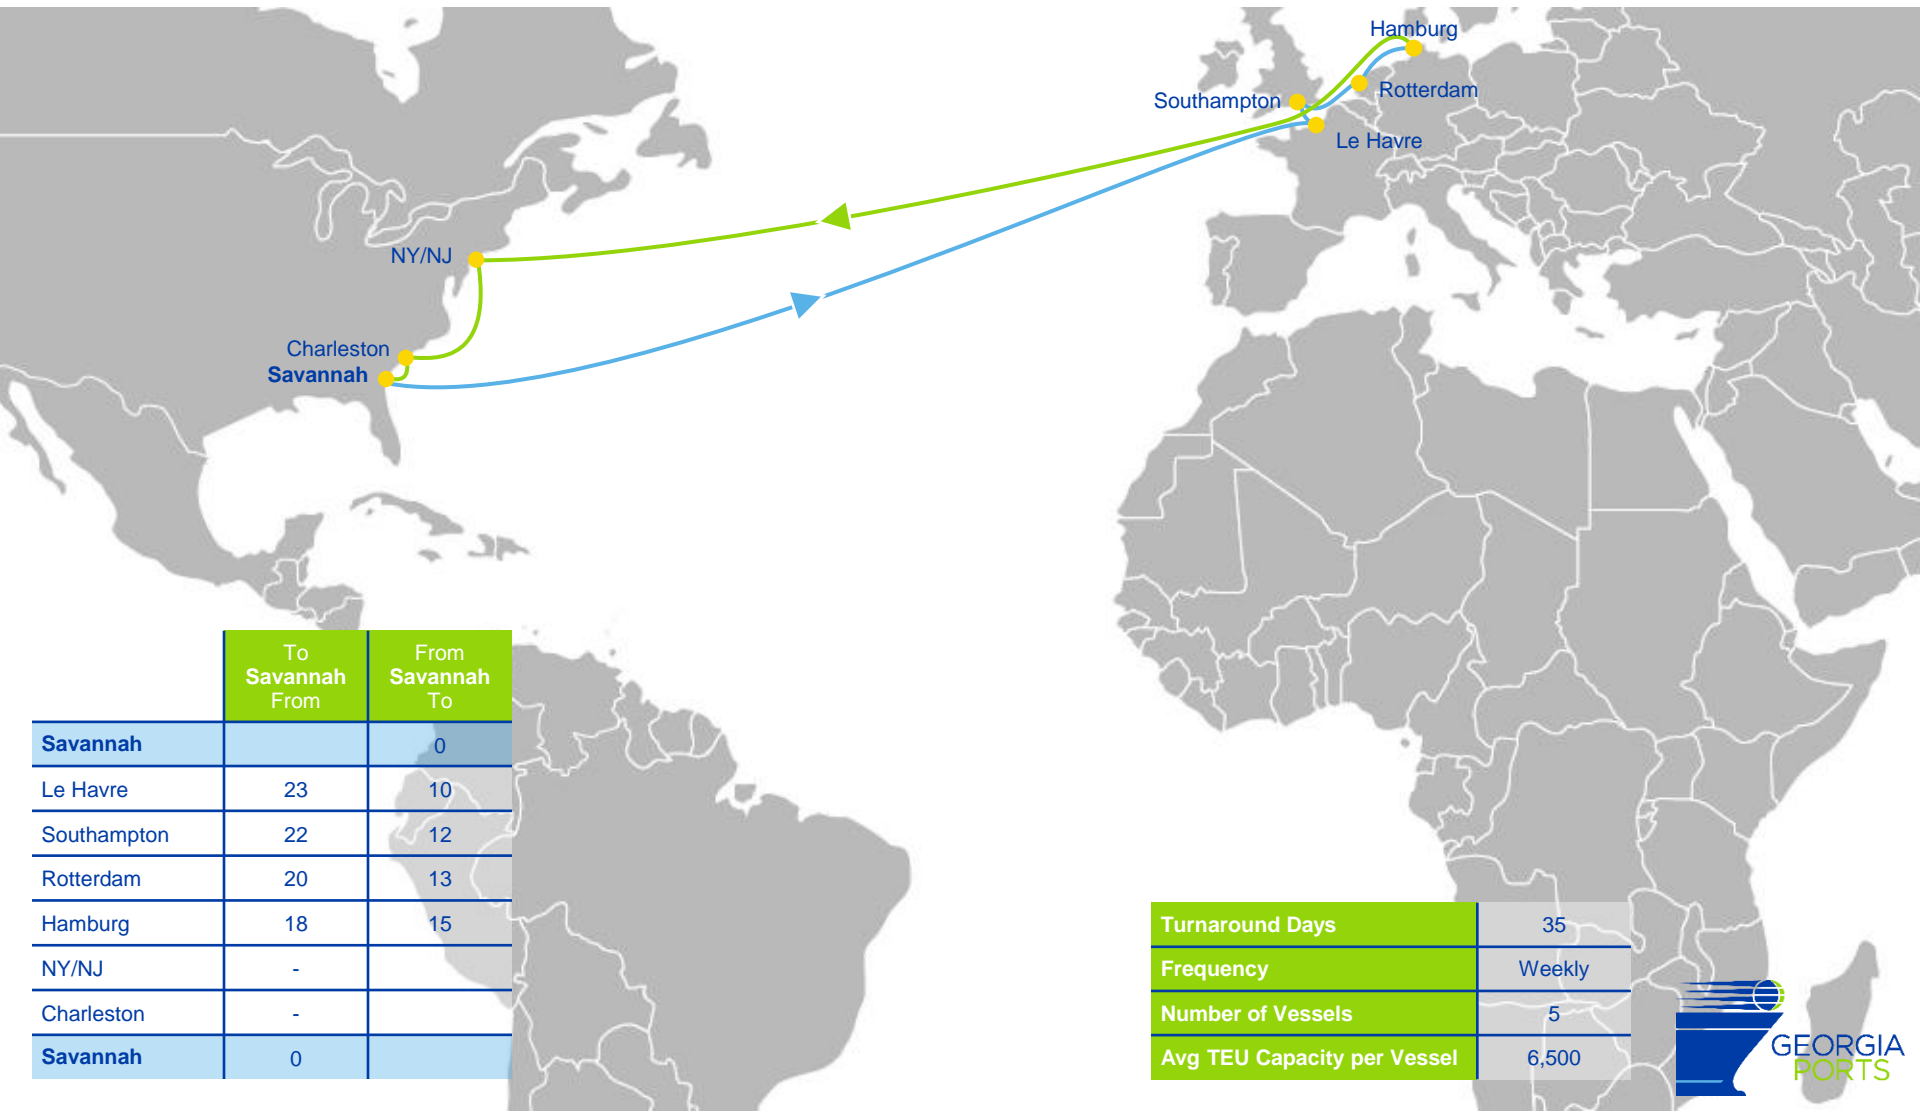 Hamburg
Rotterdam
Southampton
Le Havre
NY/NJ
Charleston
Savannah
To Savannah From
From Savannah To
Savannah 0
Le Havre 23 10
Southampton 22 12
Rotterdam 20 13
Hamburg 18 15
NY/NJ -
Charleston -
Savannah 0
Turnaround Days 35
Frequency Weekly
Number of Vessels 5
Avg TEU Capacity per Vessel 6,500
GEORGIA
PORTS